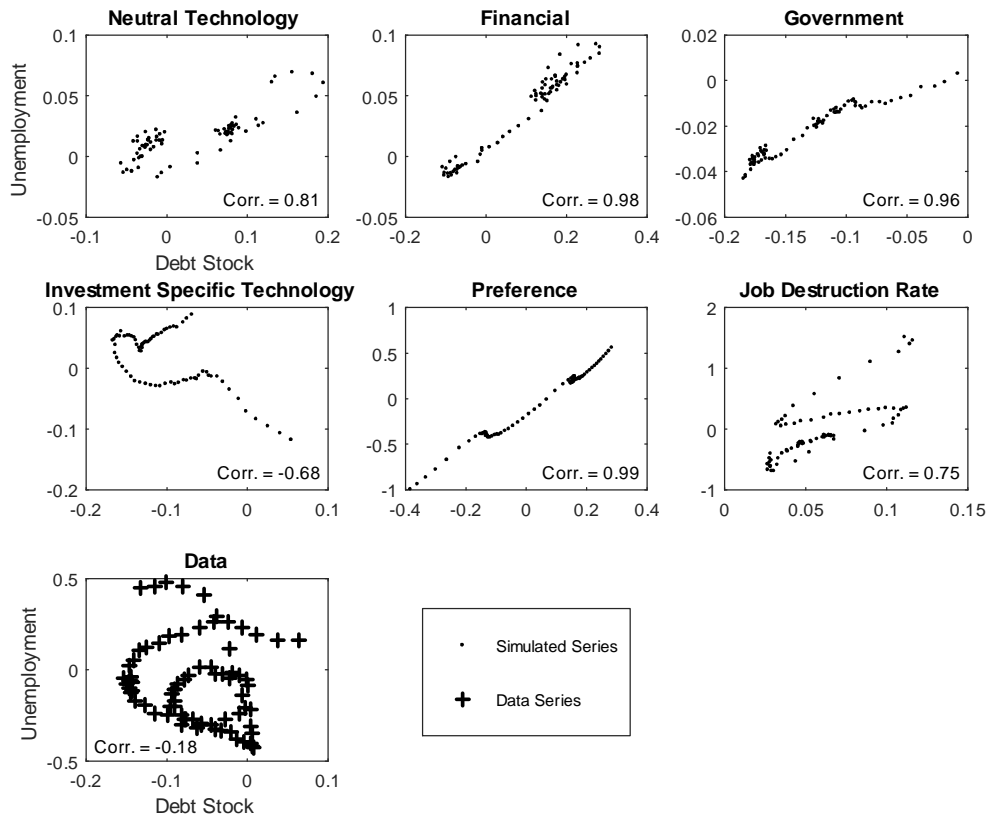 Neutral Technology
Financial
Government
Unemployment
0.1
0.05
0
-0.05
-0.1
0
0.1
0.2
Debt Stock
Corr. = 0.81
0.1
0.05
0
-0.05
-0.2
0
0.2
0.4
Corr. = 0.98
0.02
0
-0.02
-0.04
-0.06
-0.2
-0.15
-0.1
-0.05
0
Corr. = 0.96
Investment Specific Technology
Preference
Job Destruction Rate
0.1
0
-0.1
-0.2
-0.2
-0.1
0
0.1
Corr. = -0.68
1
0.5
0
-0.5
-1
-0.4
-0.2
0
0.2
0.4
Corr. = 0.99
2
1
0
-1
0
0.05
0.1
0.15
Corr. = 0.75
Data
Unemployment
0.5
0
-0.5
-0.2
-0.1
0
0.1
Debt Stock
Corr. = -0.18
Simulated Series
Data Series